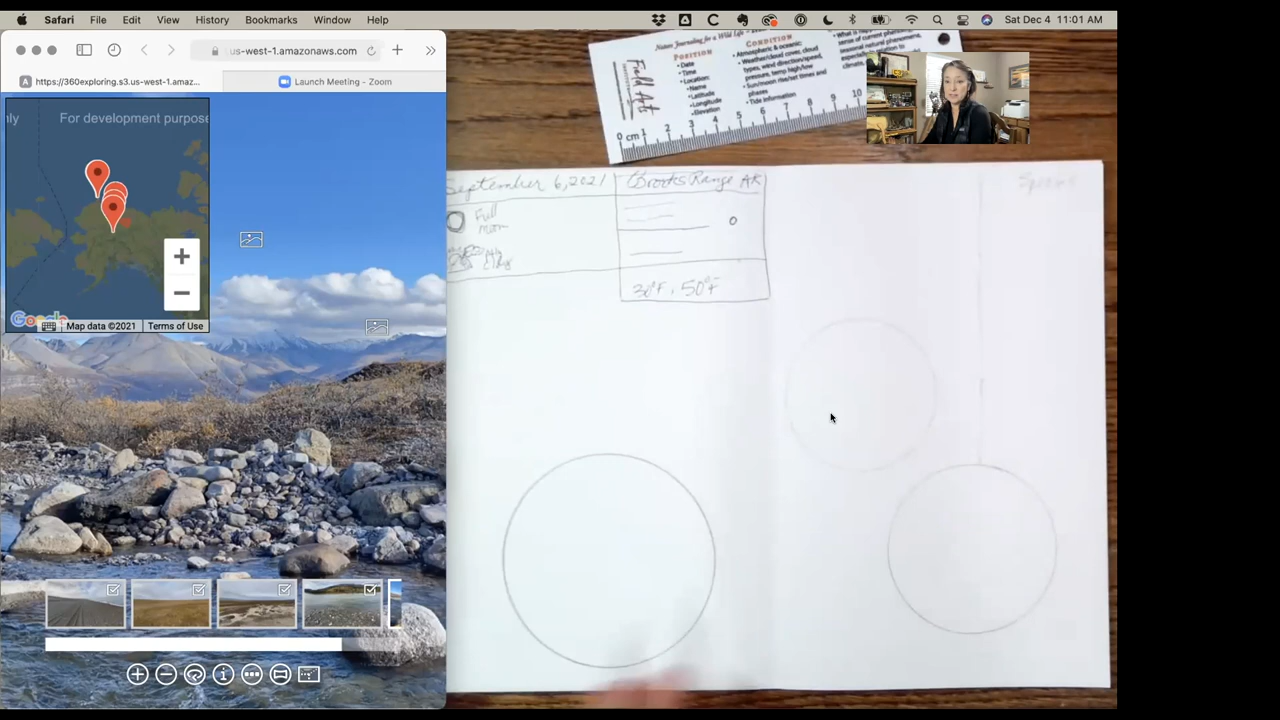 Safari File Edit View History Bookmarks Window Help
Sat Dec 4 11:01 AM
us-west-1.amazonaws.com
https://360exploring.s3.us-west-1.amaz...
Launch Meeting - Zoom
For development purpose
Google
Map data ©2021 Terms of Use
Nature Journaling for a Wild Life
Field Arts
POSITION
• Date
• Time
• Location:
• Name
• Latitude
• Longitude
• Elevation
CONDITION
• Atmospheric & oceanic:
• Weather/cloud cover, cloud
types, wind direction/speed,
pressure, temp high/low
• Sun/moon rise/set times and
phases
• Tide information
0 cm 1 2 3 4 5 6 7 8 9 10
September 6, 2021
Brooks Range AK
Full
Moon
30°F, 50°F
Species